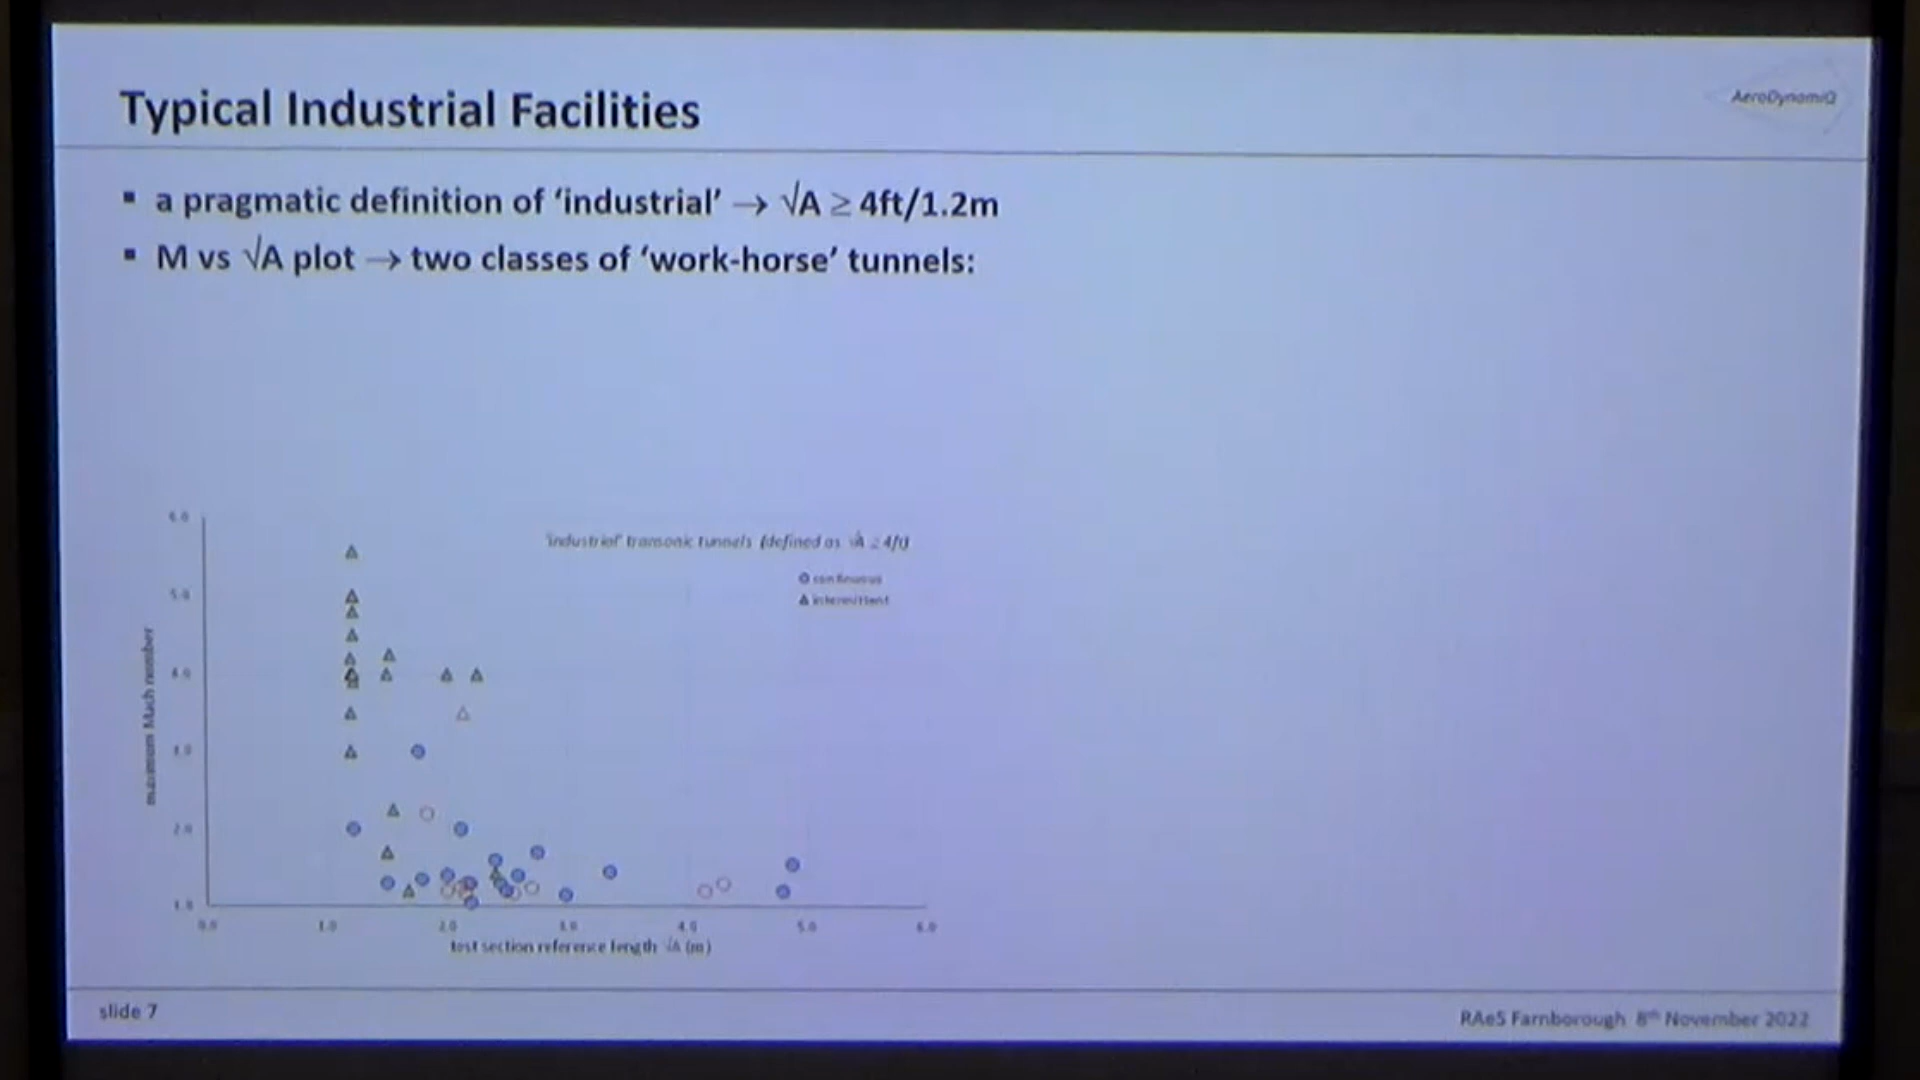 Typical Industrial Facilities
AeroDynamiQ
▪ a pragmatic definition of ‘industrial’ → √A ≥ 4ft/1.2m
▪ M vs √A plot → two classes of ‘work-horse’ tunnels:
'industrial' transonic tunnels (defined as √A ≥ 4ft)
continuous
intermittent
maximum Mach number
6.0
5.0
4.0
3.0
2.0
1.0
0.0 1.0 2.0 3.0 4.0 5.0 6.0
test section reference length √A (m)
slide 7
RAeS Farnborough 8th November 2022